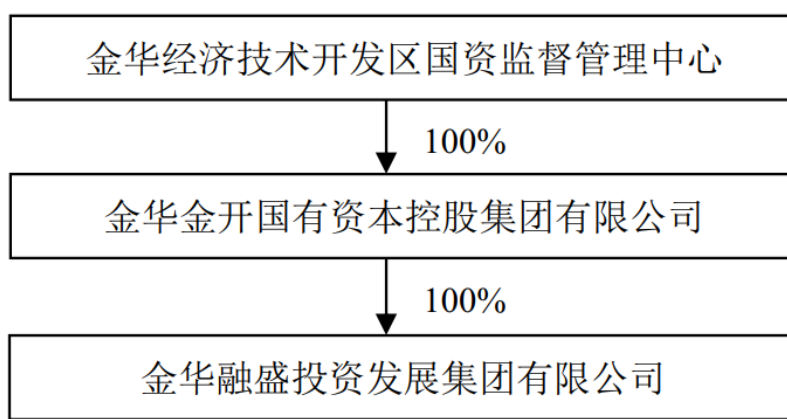 金华经济技术开发区国资监督管理中心
100%
金华金开国有资本控股集团有限公司
100%
金华融盛投资发展集团有限公司